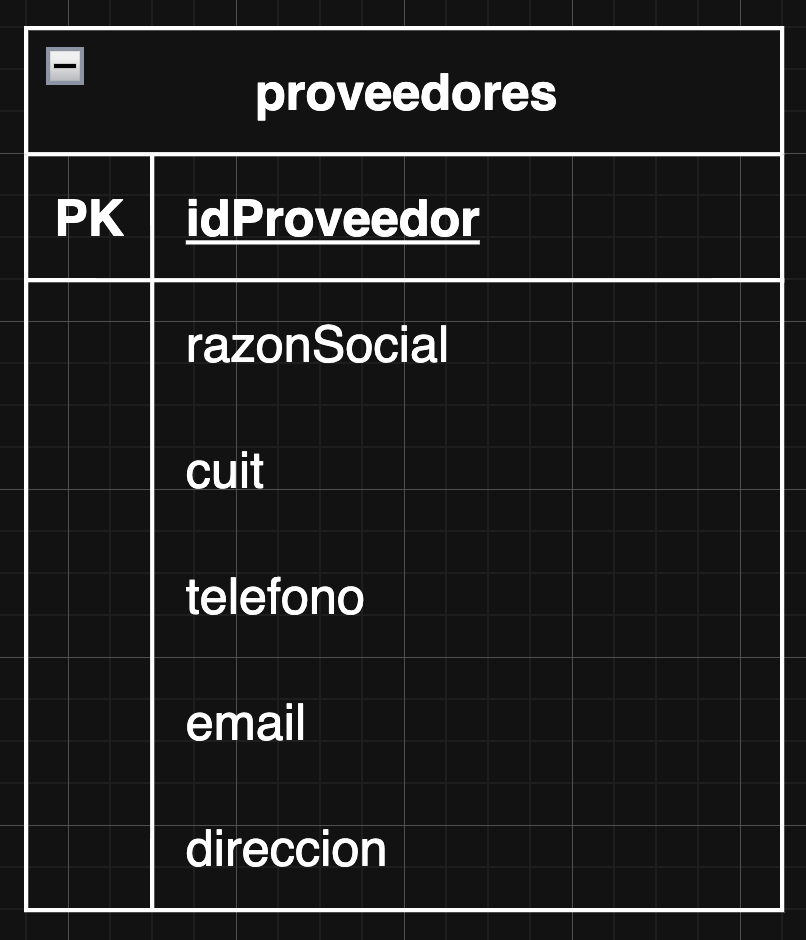 proveedores
PK idProveedor
razonSocial
cuit
telefono
email
direccion